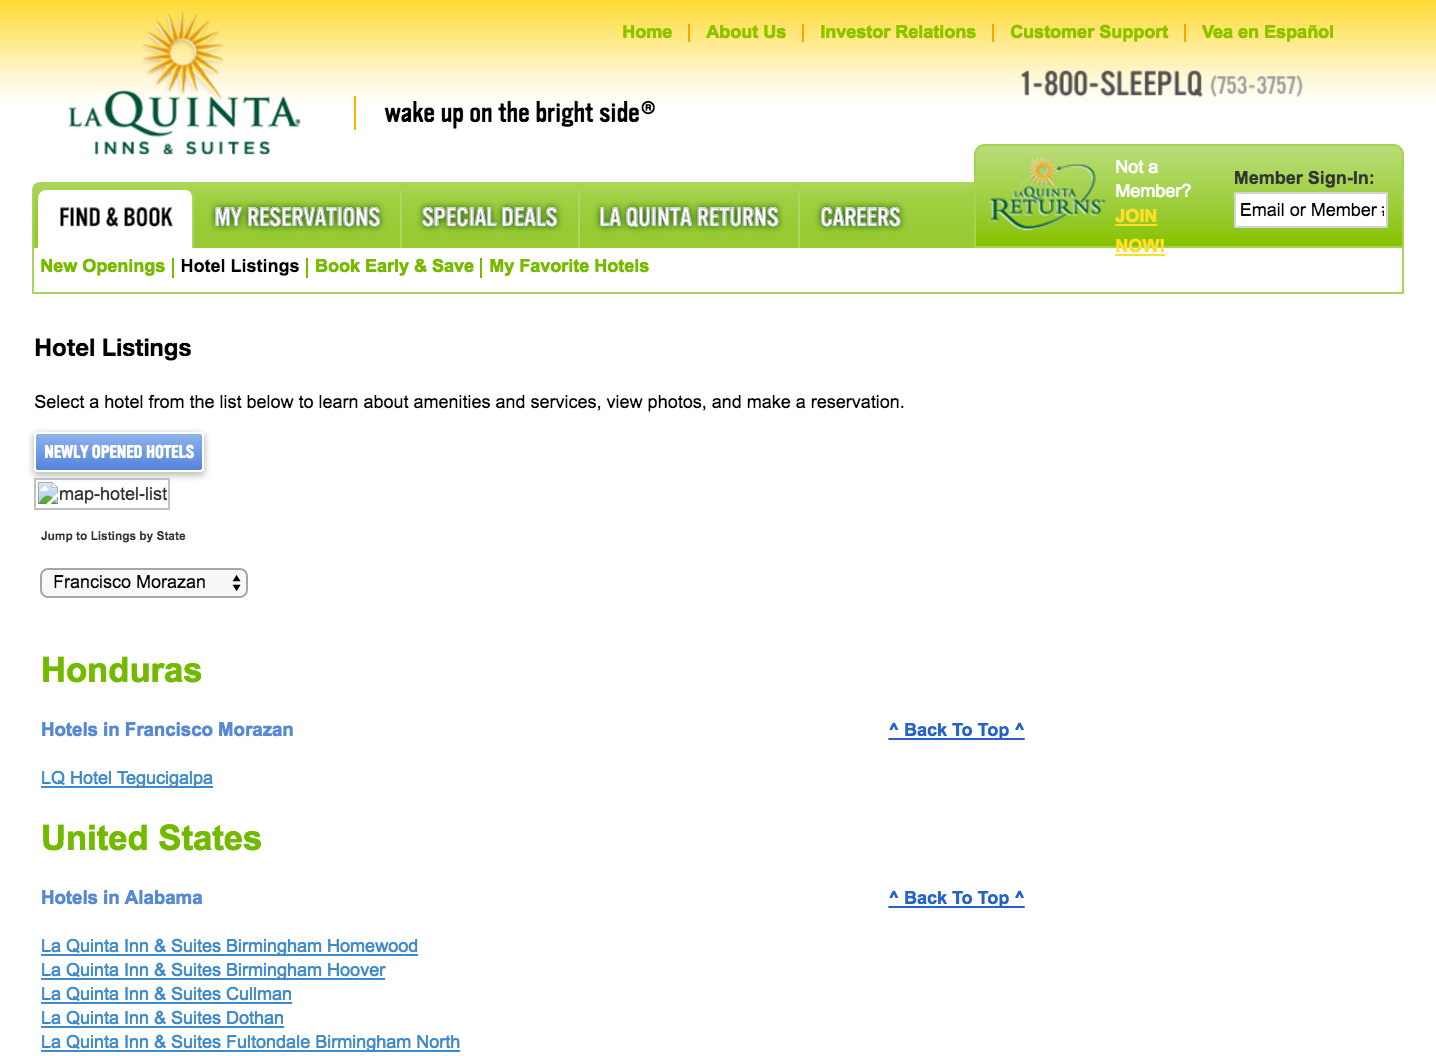 Home | About Us | Investor Relations | Customer Support | Vea en Español
LA QUINTA
INNS & SUITES
wake up on the bright side®
1-800-SLEEPLQ (753-3757)
LA QUINTA
RETURNS™
Not a
Member?
JOIN
NOW!
Member Sign-In:
Email or Member
FIND & BOOK
MY RESERVATIONS
SPECIAL DEALS
LA QUINTA RETURNS
CAREERS
New Openings | Hotel Listings | Book Early & Save | My Favorite Hotels
Hotel Listings
Select a hotel from the list below to learn about amenities and services, view photos, and make a reservation.
NEWLY OPENED HOTELS
map-hotel-list
Jump to Listings by State
Francisco Morazan
Honduras
Hotels in Francisco Morazan
^ Back To Top ^
LQ Hotel Tegucigalpa
United States
Hotels in Alabama
^ Back To Top ^
La Quinta Inn & Suites Birmingham Homewood
La Quinta Inn & Suites Birmingham Hoover
La Quinta Inn & Suites Cullman
La Quinta Inn & Suites Dothan
La Quinta Inn & Suites Fultondale Birmingham North